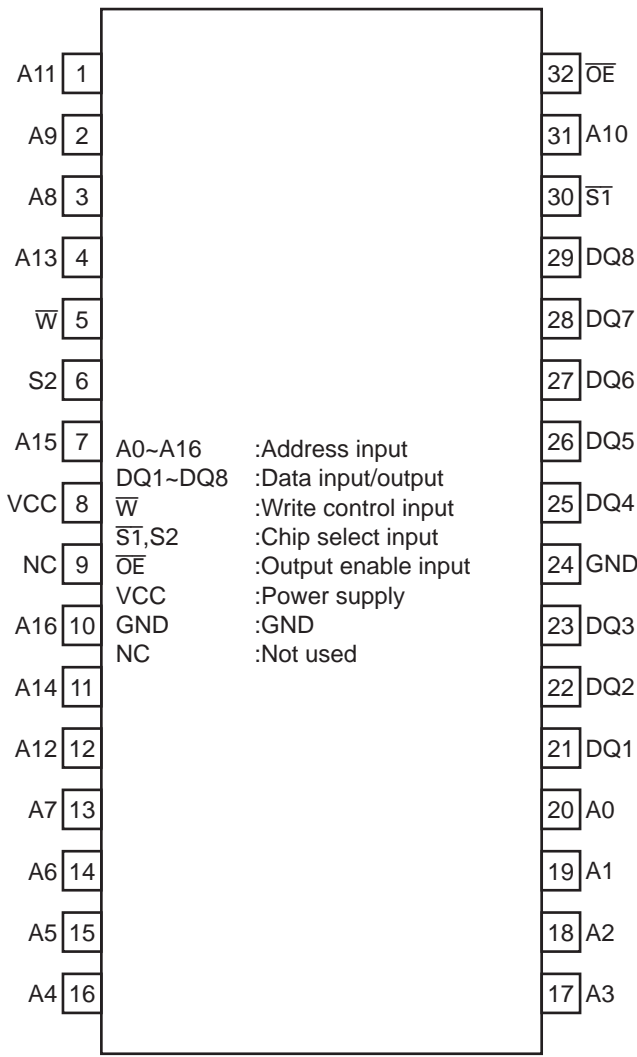 A11 1
A9 2
A8 3
A13 4
W̅ 5
S2 6
A15 7
VCC 8
NC 9
A16 10
A14 11
A12 12
A7 13
A6 14
A5 15
A4 16
A0~A16 :Address input
DQ1~DQ8 :Data input/output
W̅ :Write control input
S̅1̅,S2 :Chip select input
O̅E̅ :Output enable input
VCC :Power supply
GND :GND
NC :Not used
32 O̅E̅
31 A10
30 S̅1̅
29 DQ8
28 DQ7
27 DQ6
26 DQ5
25 DQ4
24 GND
23 DQ3
22 DQ2
21 DQ1
20 A0
19 A1
18 A2
17 A3